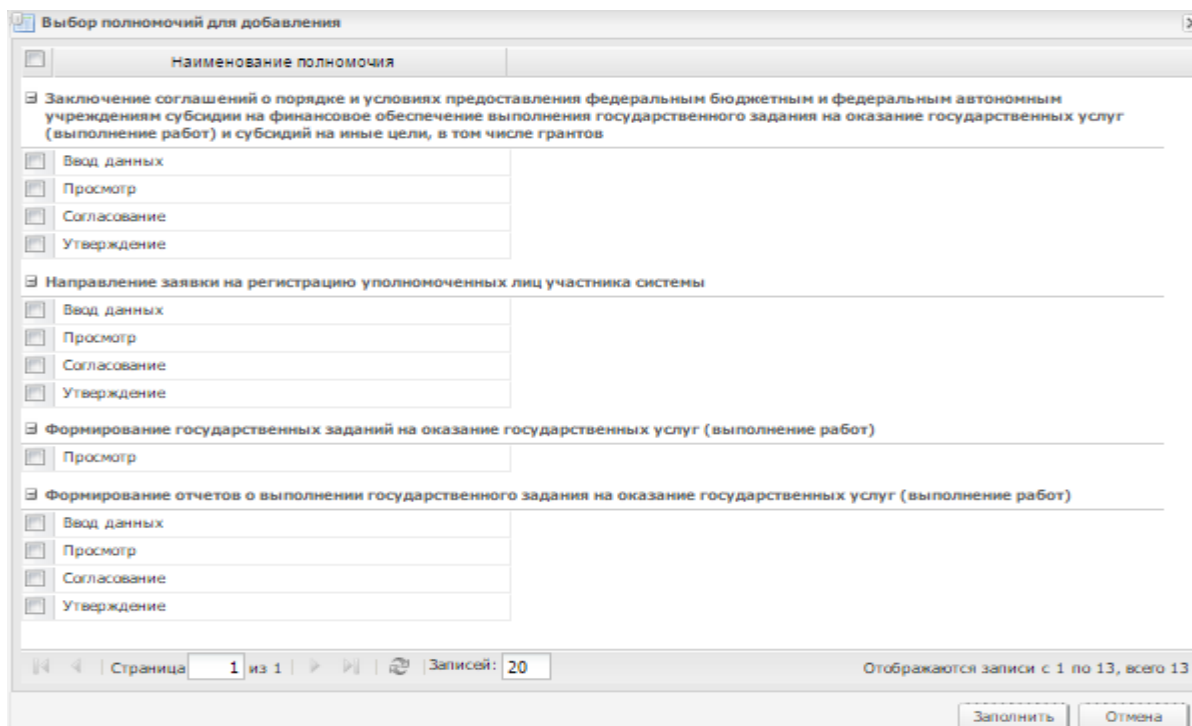 Выбор полномочий для добавления
Наименование полномочия
Заключение соглашений о порядке и условиях предоставления федеральным бюджетным и федеральным автономным
учреждениям субсидии на финансовое обеспечение выполнения государственного задания на оказание государственных услуг
(выполнение работ) и субсидий на иные цели, в том числе грантов
Ввод данных
Просмотр
Согласование
Утверждение
Направление заявки на регистрацию уполномоченных лиц участника системы
Ввод данных
Просмотр
Согласование
Утверждение
Формирование государственных заданий на оказание государственных услуг (выполнение работ)
Просмотр
Формирование отчетов о выполнении государственного задания на оказание государственных услуг (выполнение работ)
Ввод данных
Просмотр
Согласование
Утверждение
Страница 1 из 1 Записей: 20 Отображаются записи с 1 по 13, всего 13
Заполнить Отмена